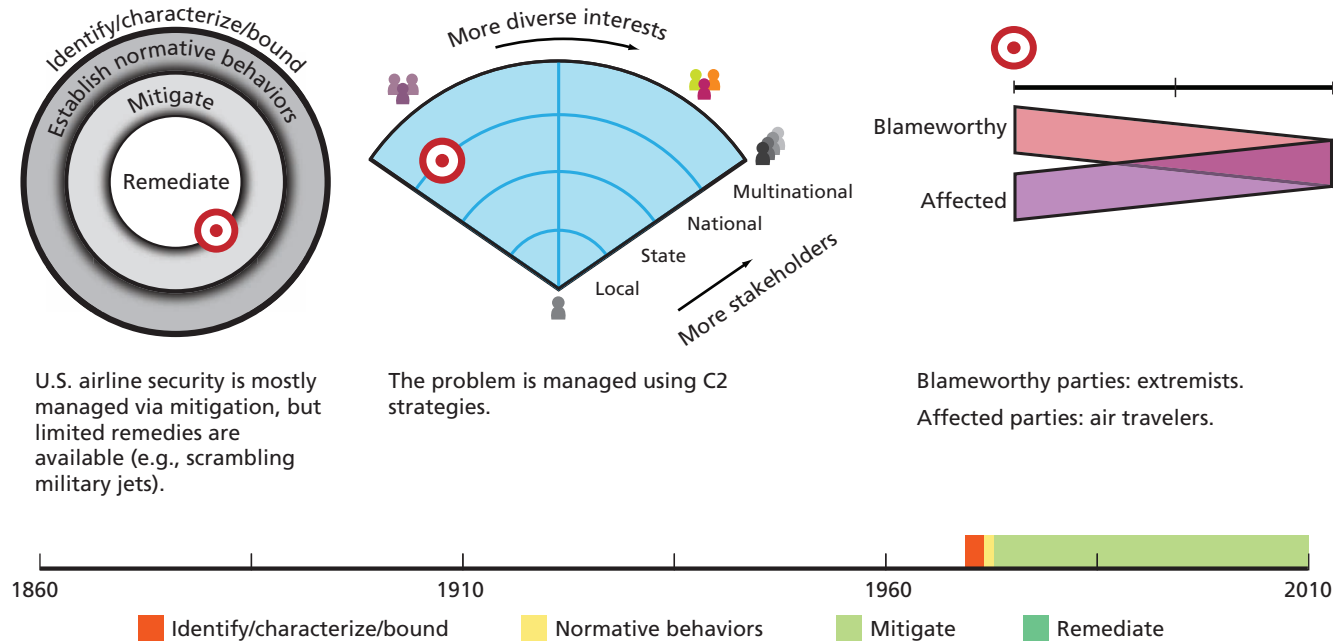 Identify/characterize/bound
Establish normative behaviors
Mitigate
Remediate
More diverse interests
Multinational
National
State
Local
More stakeholders
Blameworthy
Affected
U.S. airline security is mostly
managed via mitigation, but
limited remedies are
available (e.g., scrambling
military jets).
The problem is managed using C2
strategies.
Blameworthy parties: extremists.
Affected parties: air travelers.
1860
1910
1960
2010
Identify/characterize/bound
Normative behaviors
Mitigate
Remediate